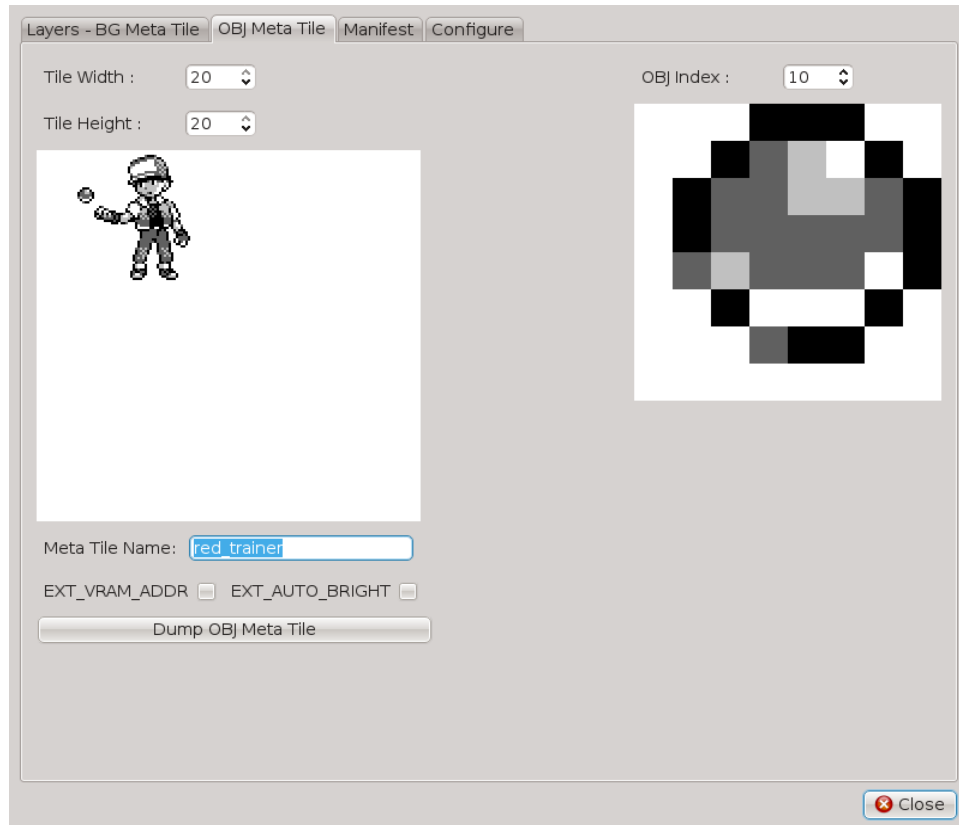 Layers - BG Meta Tile OBJ Meta Tile Manifest Configure
Tile Width : 20 OBJ Index : 10
Tile Height : 20
Meta Tile Name: red_trainer
EXT_VRAM_ADDR EXT_AUTO_BRIGHT
Dump OBJ Meta Tile
Close